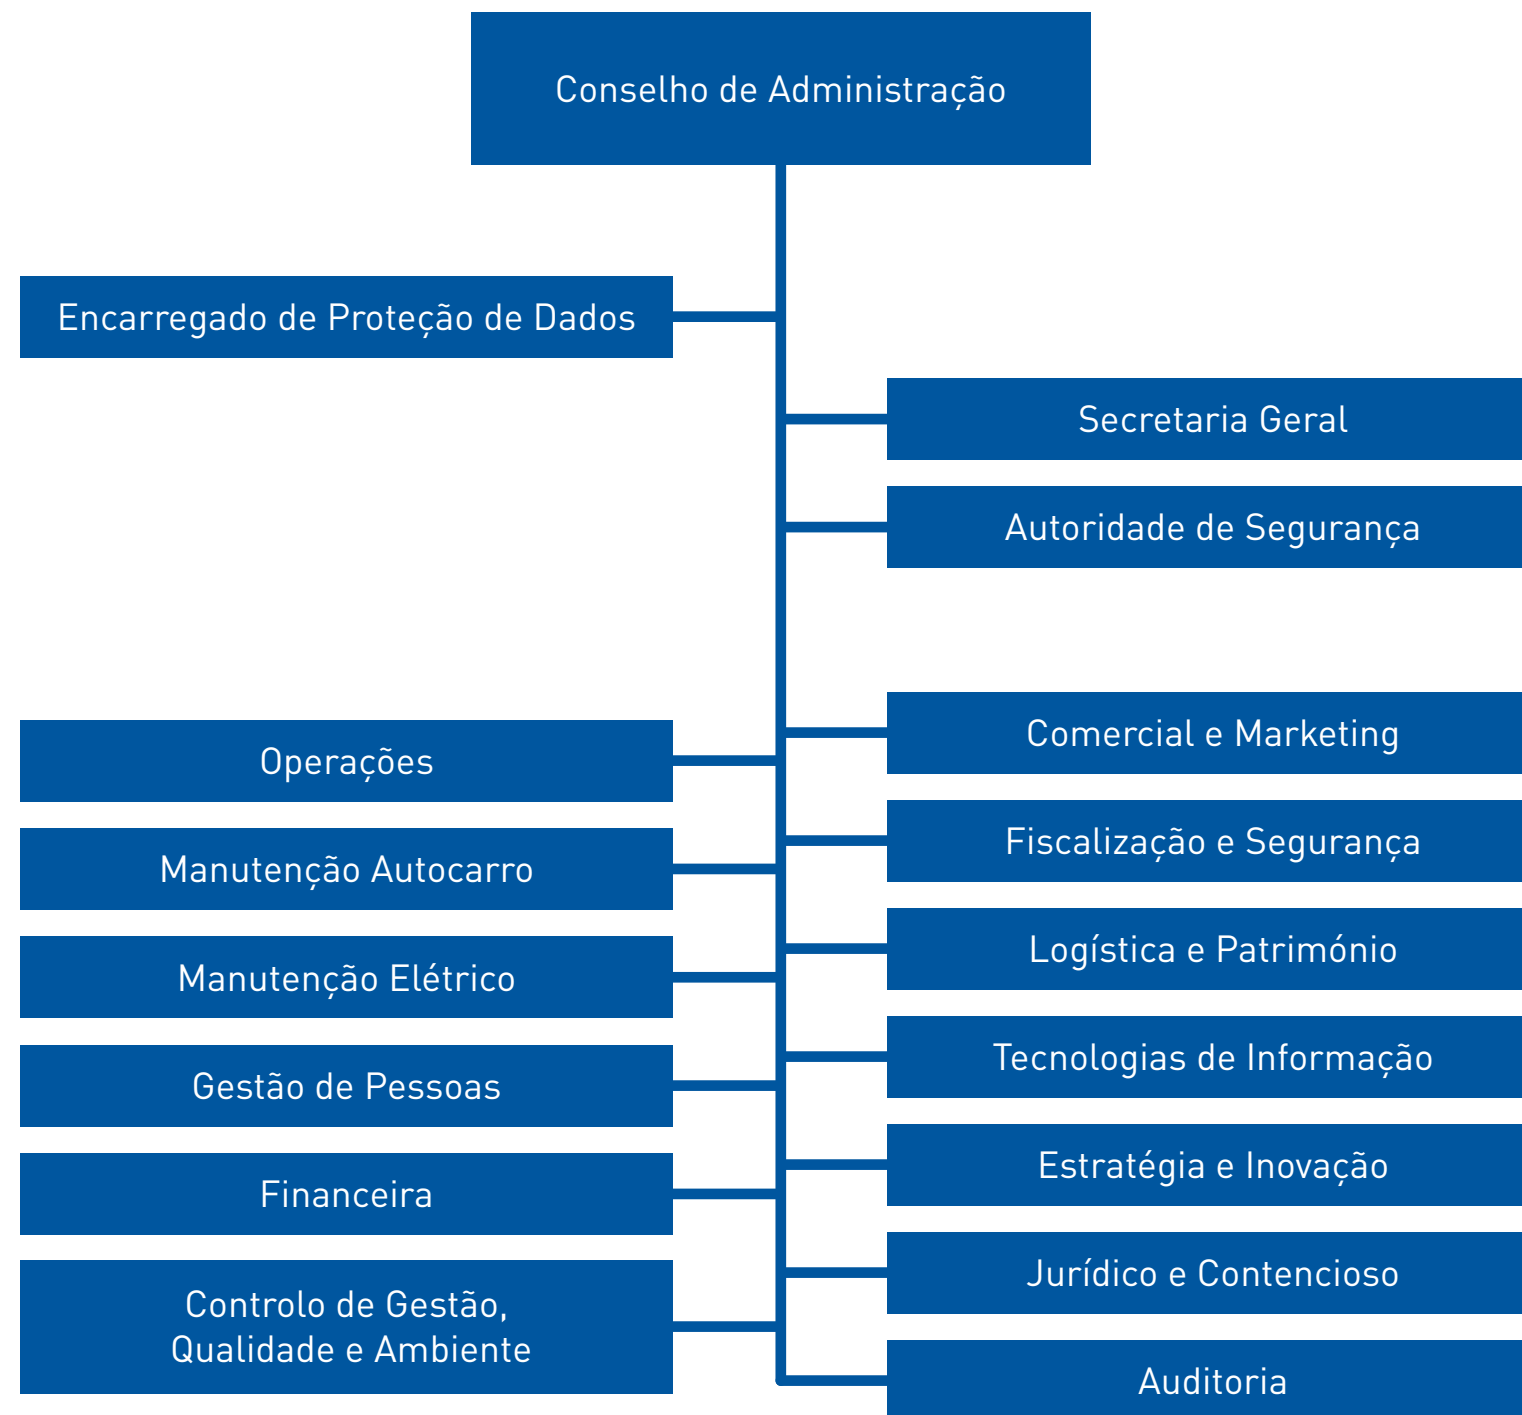 Conselho de Administração
Encarregado de Proteção de Dados
Secretaria Geral
Autoridade de Segurança
Operações
Manutenção Autocarro
Manutenção Elétrico
Gestão de Pessoas
Financeira
Controlo de Gestão,
Qualidade e Ambiente
Comercial e Marketing
Fiscalização e Segurança
Logística e Património
Tecnologias de Informação
Estratégia e Inovação
Jurídico e Contencioso
Auditoria